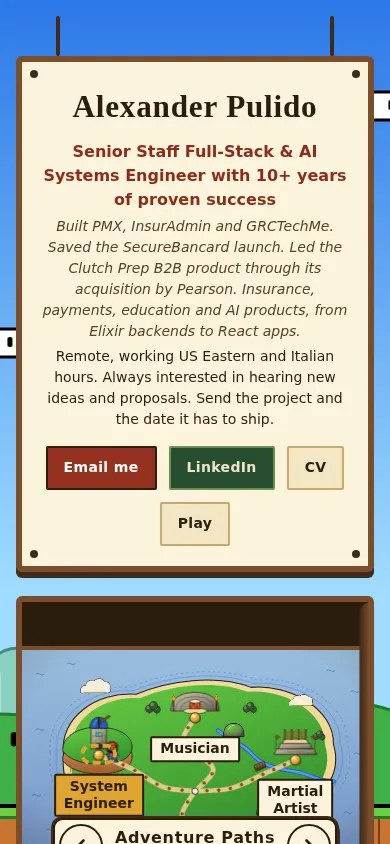 Alexander Pulido
Senior Staff Full-Stack & AI
Systems Engineer with 10+ years
of proven success
Built PMX, InsurAdmin and GRCTechMe.
Saved the SecureBancard launch. Led the
Clutch Prep B2B product through its
acquisition by Pearson. Insurance,
payments, education and AI products, from
Elixir backends to React apps.
Remote, working US Eastern and Italian
hours. Always interested in hearing new
ideas and proposals. Send the project and
the date it has to ship.
Email me
LinkedIn
CV
Play
Musician
System
Engineer
Martial
Artist
Adventure Paths